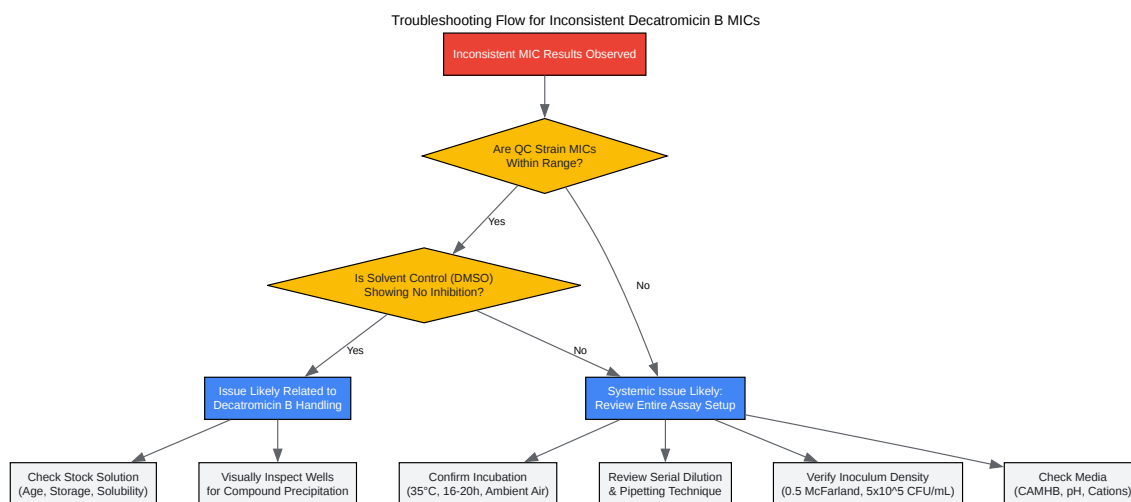 Troubleshooting Flow for Inconsistent Decatromicin B MICs
Inconsistent MIC Results Observed
Are QC Strain MICs
Within Range?
Yes
Is Solvent Control (DMSO)
Showing No Inhibition?
No
Yes
No
Issue Likely Related to
Decatromicin B Handling
Systemic Issue Likely:
Review Entire Assay Setup
Check Stock Solution
(Age, Storage, Solubility)
Visually Inspect Wells
for Compound Precipitation
Confirm Incubation
(35°C, 16-20h, Ambient Air)
Review Serial Dilution
& Pipetting Technique
Verify Inoculum Density
(0.5 McFarland, 5x10^5 CFU/mL)
Check Media
(CAMHB, pH, Cations)